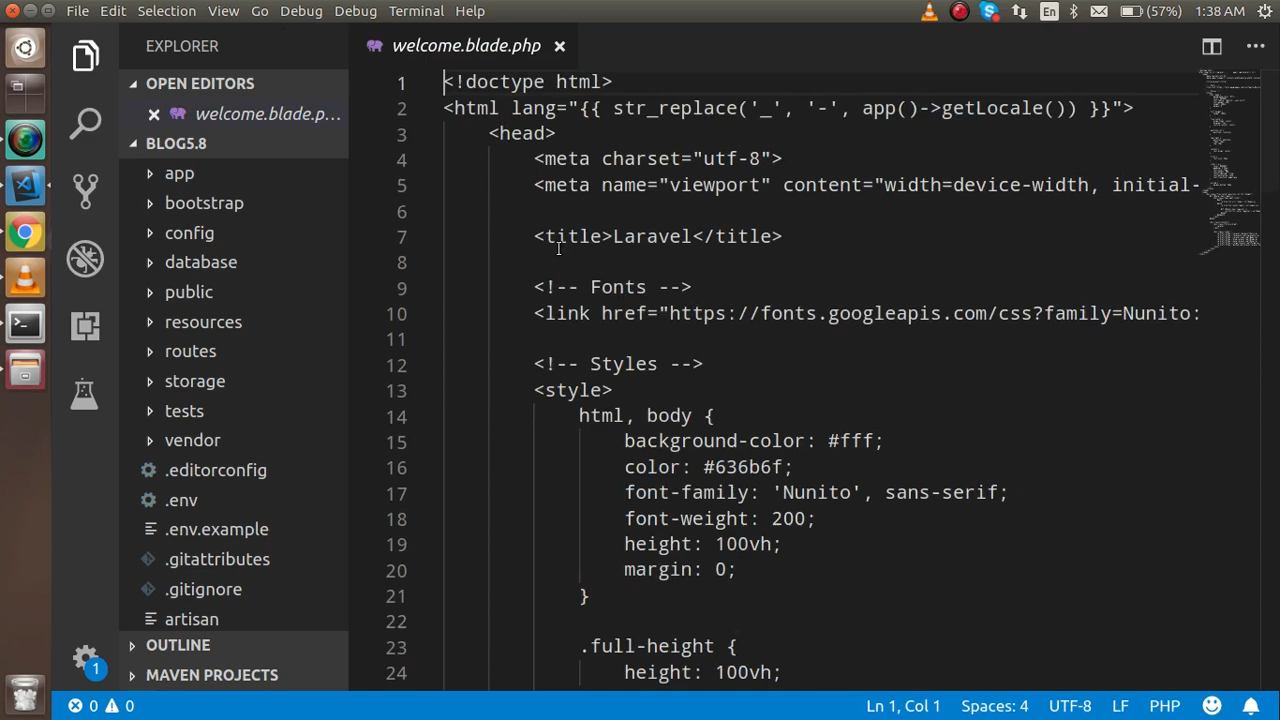 File Edit Selection View Go Debug Debug Terminal Help
En (57%) 1:38 AM
EXPLORER
OPEN EDITORS
welcome.blade.p...
BLOG5.8
app
bootstrap
config
database
public
resources
routes
storage
tests
vendor
.editorconfig
.env
.env.example
.gitattributes
.gitignore
artisan
OUTLINE
MAVEN PROJECTS
1
welcome.blade.php
1 <!doctype html>
2 <html lang="{{ str_replace('_', '-', app()->getLocale()) }}">
3 <head>
4 <meta charset="utf-8">
5 <meta name="viewport" content="width=device-width, initial-
6
7 <title>Laravel</title>
8
9 <!-- Fonts -->
10 <link href="https://fonts.googleapis.com/css?family=Nunito:
11
12 <!-- Styles -->
13 <style>
14 html, body {
15 background-color: #fff;
16 color: #636b6f;
17 font-family: 'Nunito', sans-serif;
18 font-weight: 200;
19 height: 100vh;
20 margin: 0;
21 }
22
23 .full-height {
24 height: 100vh;
0 0 Ln 1, Col 1 Spaces: 4 UTF-8 LF PHP